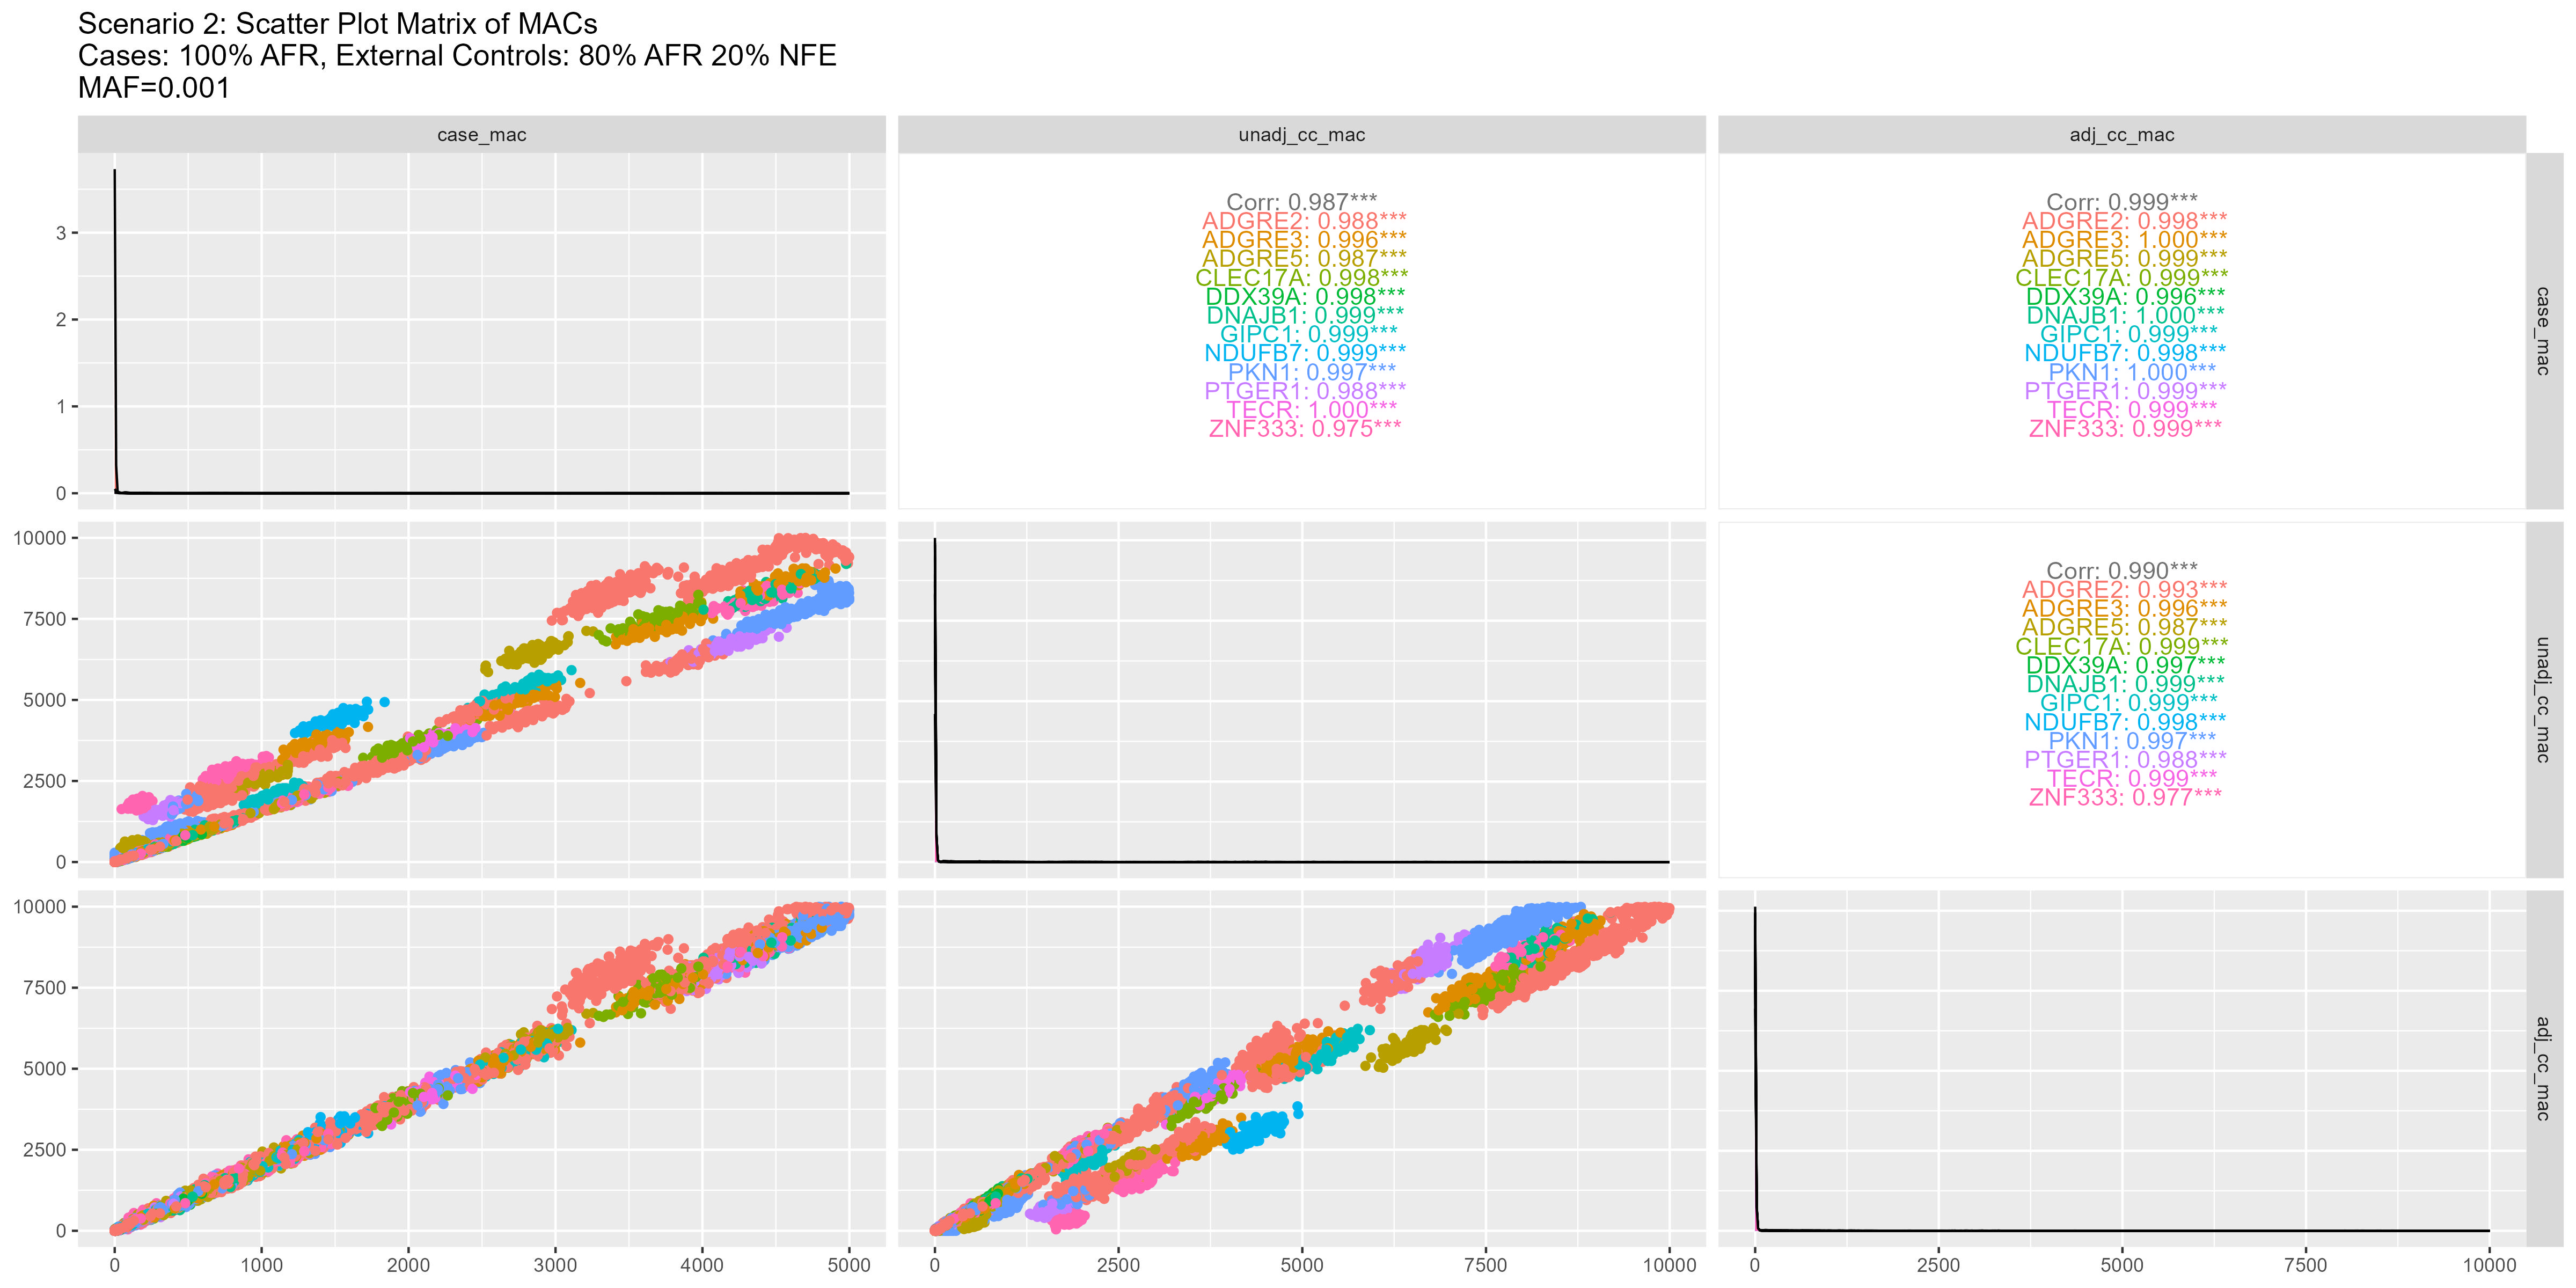 Scenario 2: Scatter Plot Matrix of MACs
Cases: 100% AFR, External Controls: 80% AFR 20% NFE
MAF=0.001
case_mac
unadj_cc_mac
adj_cc_mac
3
2
1
0
Corr: 0.987***
ADGRE2: 0.988***
ADGRE3: 0.996***
ADGRE5: 0.987***
CLEC17A: 0.998***
DDX39A: 0.998***
DNAJB1: 0.999***
GIPC1: 0.999***
NDUFB7: 0.999***
PKN1: 0.997***
PTGER1: 0.988***
TECR: 1.000***
ZNF333: 0.975***
Corr: 0.999***
ADGRE2: 0.998***
ADGRE3: 1.000***
ADGRE5: 0.999***
CLEC17A: 0.999***
DDX39A: 0.996***
DNAJB1: 1.000***
GIPC1: 0.999***
NDUFB7: 0.998***
PKN1: 1.000***
PTGER1: 0.999***
TECR: 0.999***
ZNF333: 0.999***
case_mac
10000
7500
5000
2500
0
Corr: 0.990***
ADGRE2: 0.993***
ADGRE3: 0.996***
ADGRE5: 0.987***
CLEC17A: 0.999***
DDX39A: 0.997***
DNAJB1: 0.999***
GIPC1: 0.999***
NDUFB7: 0.998***
PKN1: 0.997***
PTGER1: 0.988***
TECR: 0.999***
ZNF333: 0.977***
unadj_cc_mac
10000
7500
5000
2500
0
adj_cc_mac
0 1000 2000 3000 4000 5000
0 2500 5000 7500 10000
0 2500 5000 7500 10000